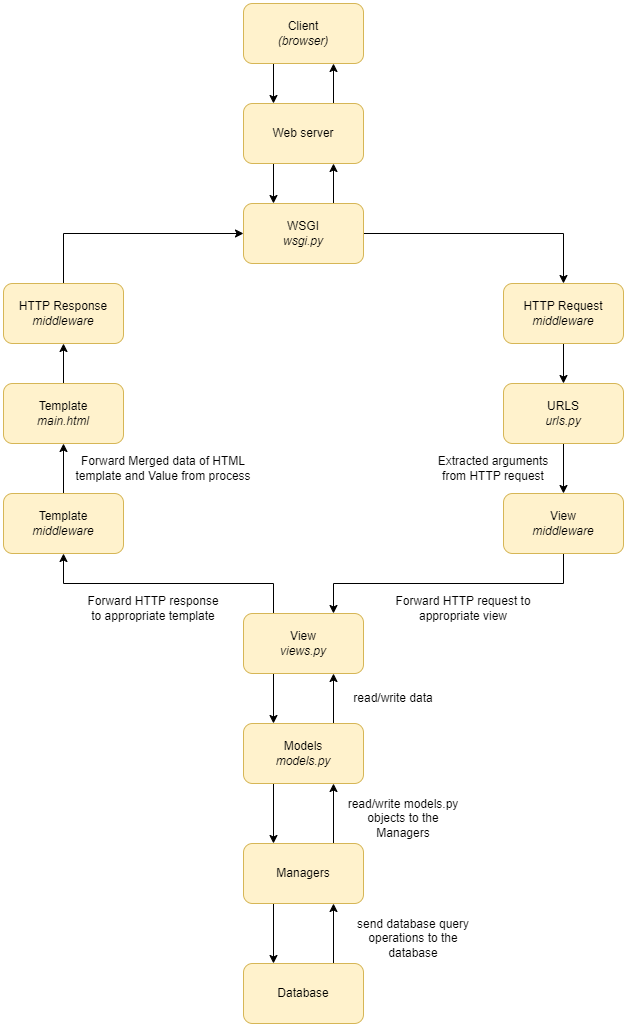 Client
(browser)
Web server
WSGI
wsgi.py
HTTP Response
middleware
HTTP Request
middleware
Template
main.html
URLS
urls.py
Forward Merged data of HTML
template and Value from process
Extracted arguments
from HTTP request
Template
middleware
View
middleware
Forward HTTP response
to appropriate template
Forward HTTP request to
appropriate view
View
views.py
read/write data
Models
models.py
read/write models.py
objects to the
Managers
Managers
send database query
operations to the
database
Database